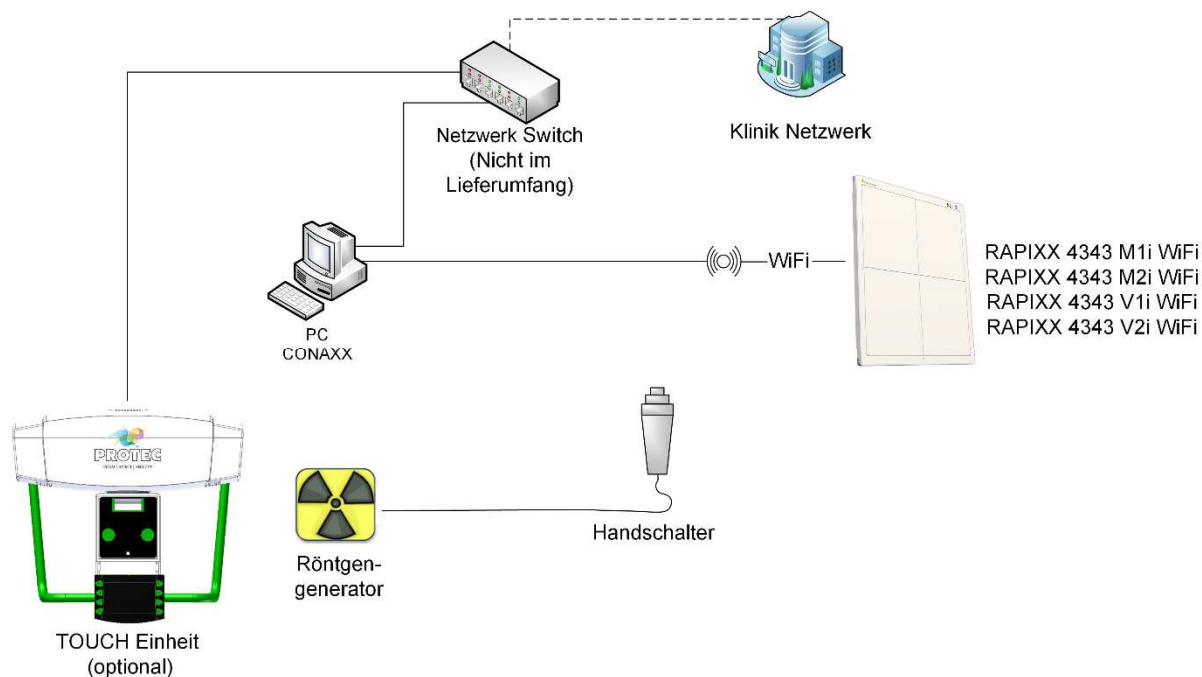 Netzwerk Switch
(Nicht im
Lieferumfang)
Klinik Netzwerk
WiFi
RAPIXX 4343 M1i WiFi
RAPIXX 4343 M2i WiFi
RAPIXX 4343 V1i WiFi
RAPIXX 4343 V2i WiFi
PC
CONAXX
PROTEC
Röntgen-
generator
Handschalter
TOUCH Einheit
(optional)